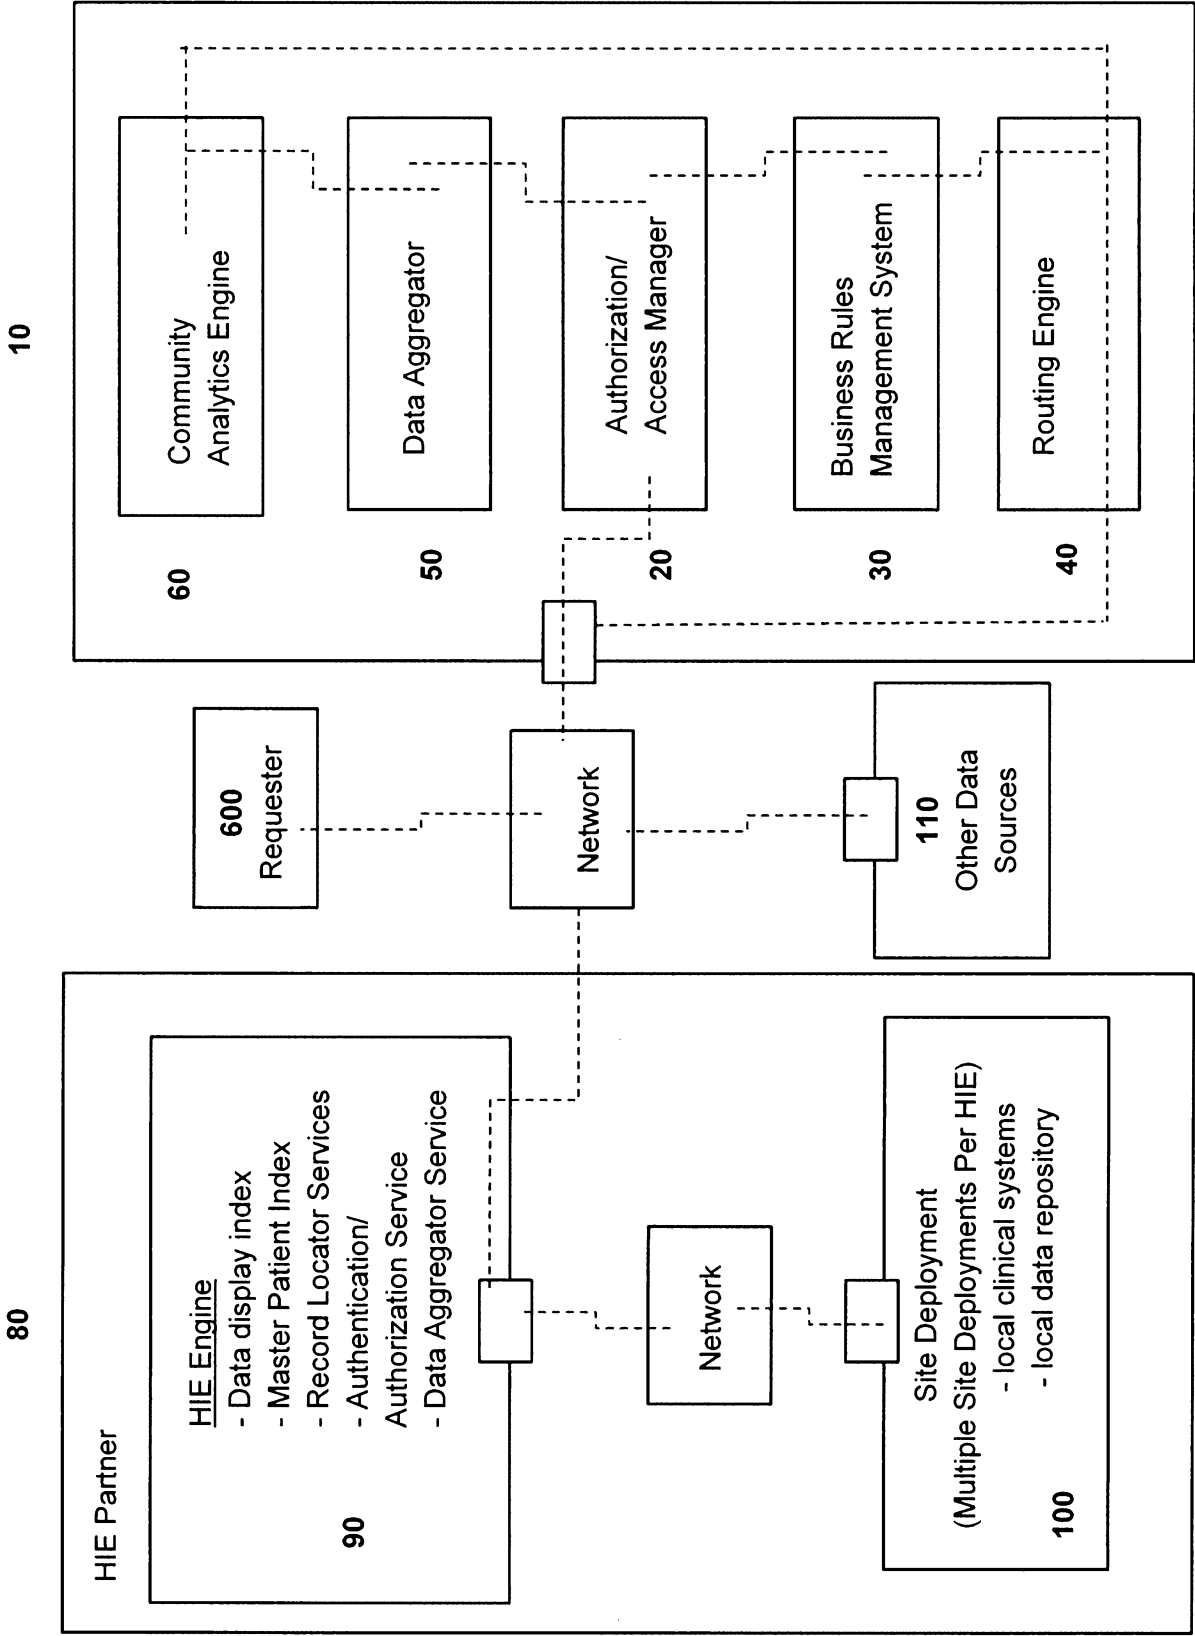 80
10
HIE Partner
HIE Engine
- Data display index
- Master Patient Index
- Record Locator Services
- Authentication/
Authorization Service
- Data Aggregator Service
90
Network
Site Deployment
(Multiple Site Deployments Per HIE)
- local clinical systems
- local data repository
100
600
Requester
Network
110
Other Data
Sources
60
Community
Analytics Engine
50
Data Aggregator
20
Authorization/
Access Manager
30
Business Rules
Management System
40
Routing Engine